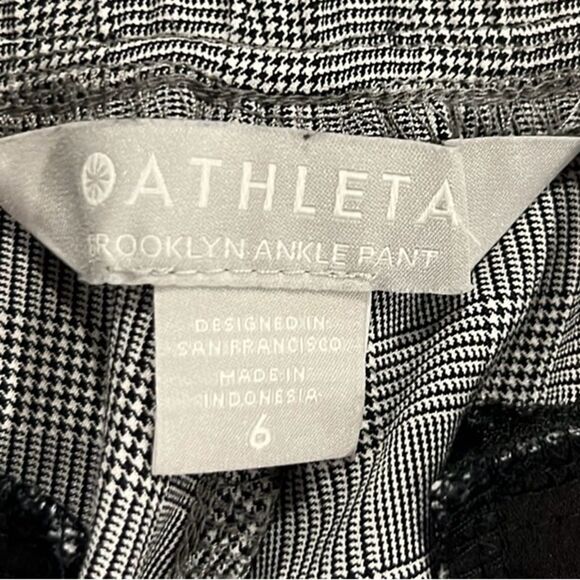 ATHLETA
BROOKLYN ANKLE PANT
DESIGNED IN
SAN FRANCISCO
MADE IN
INDONESIA
6